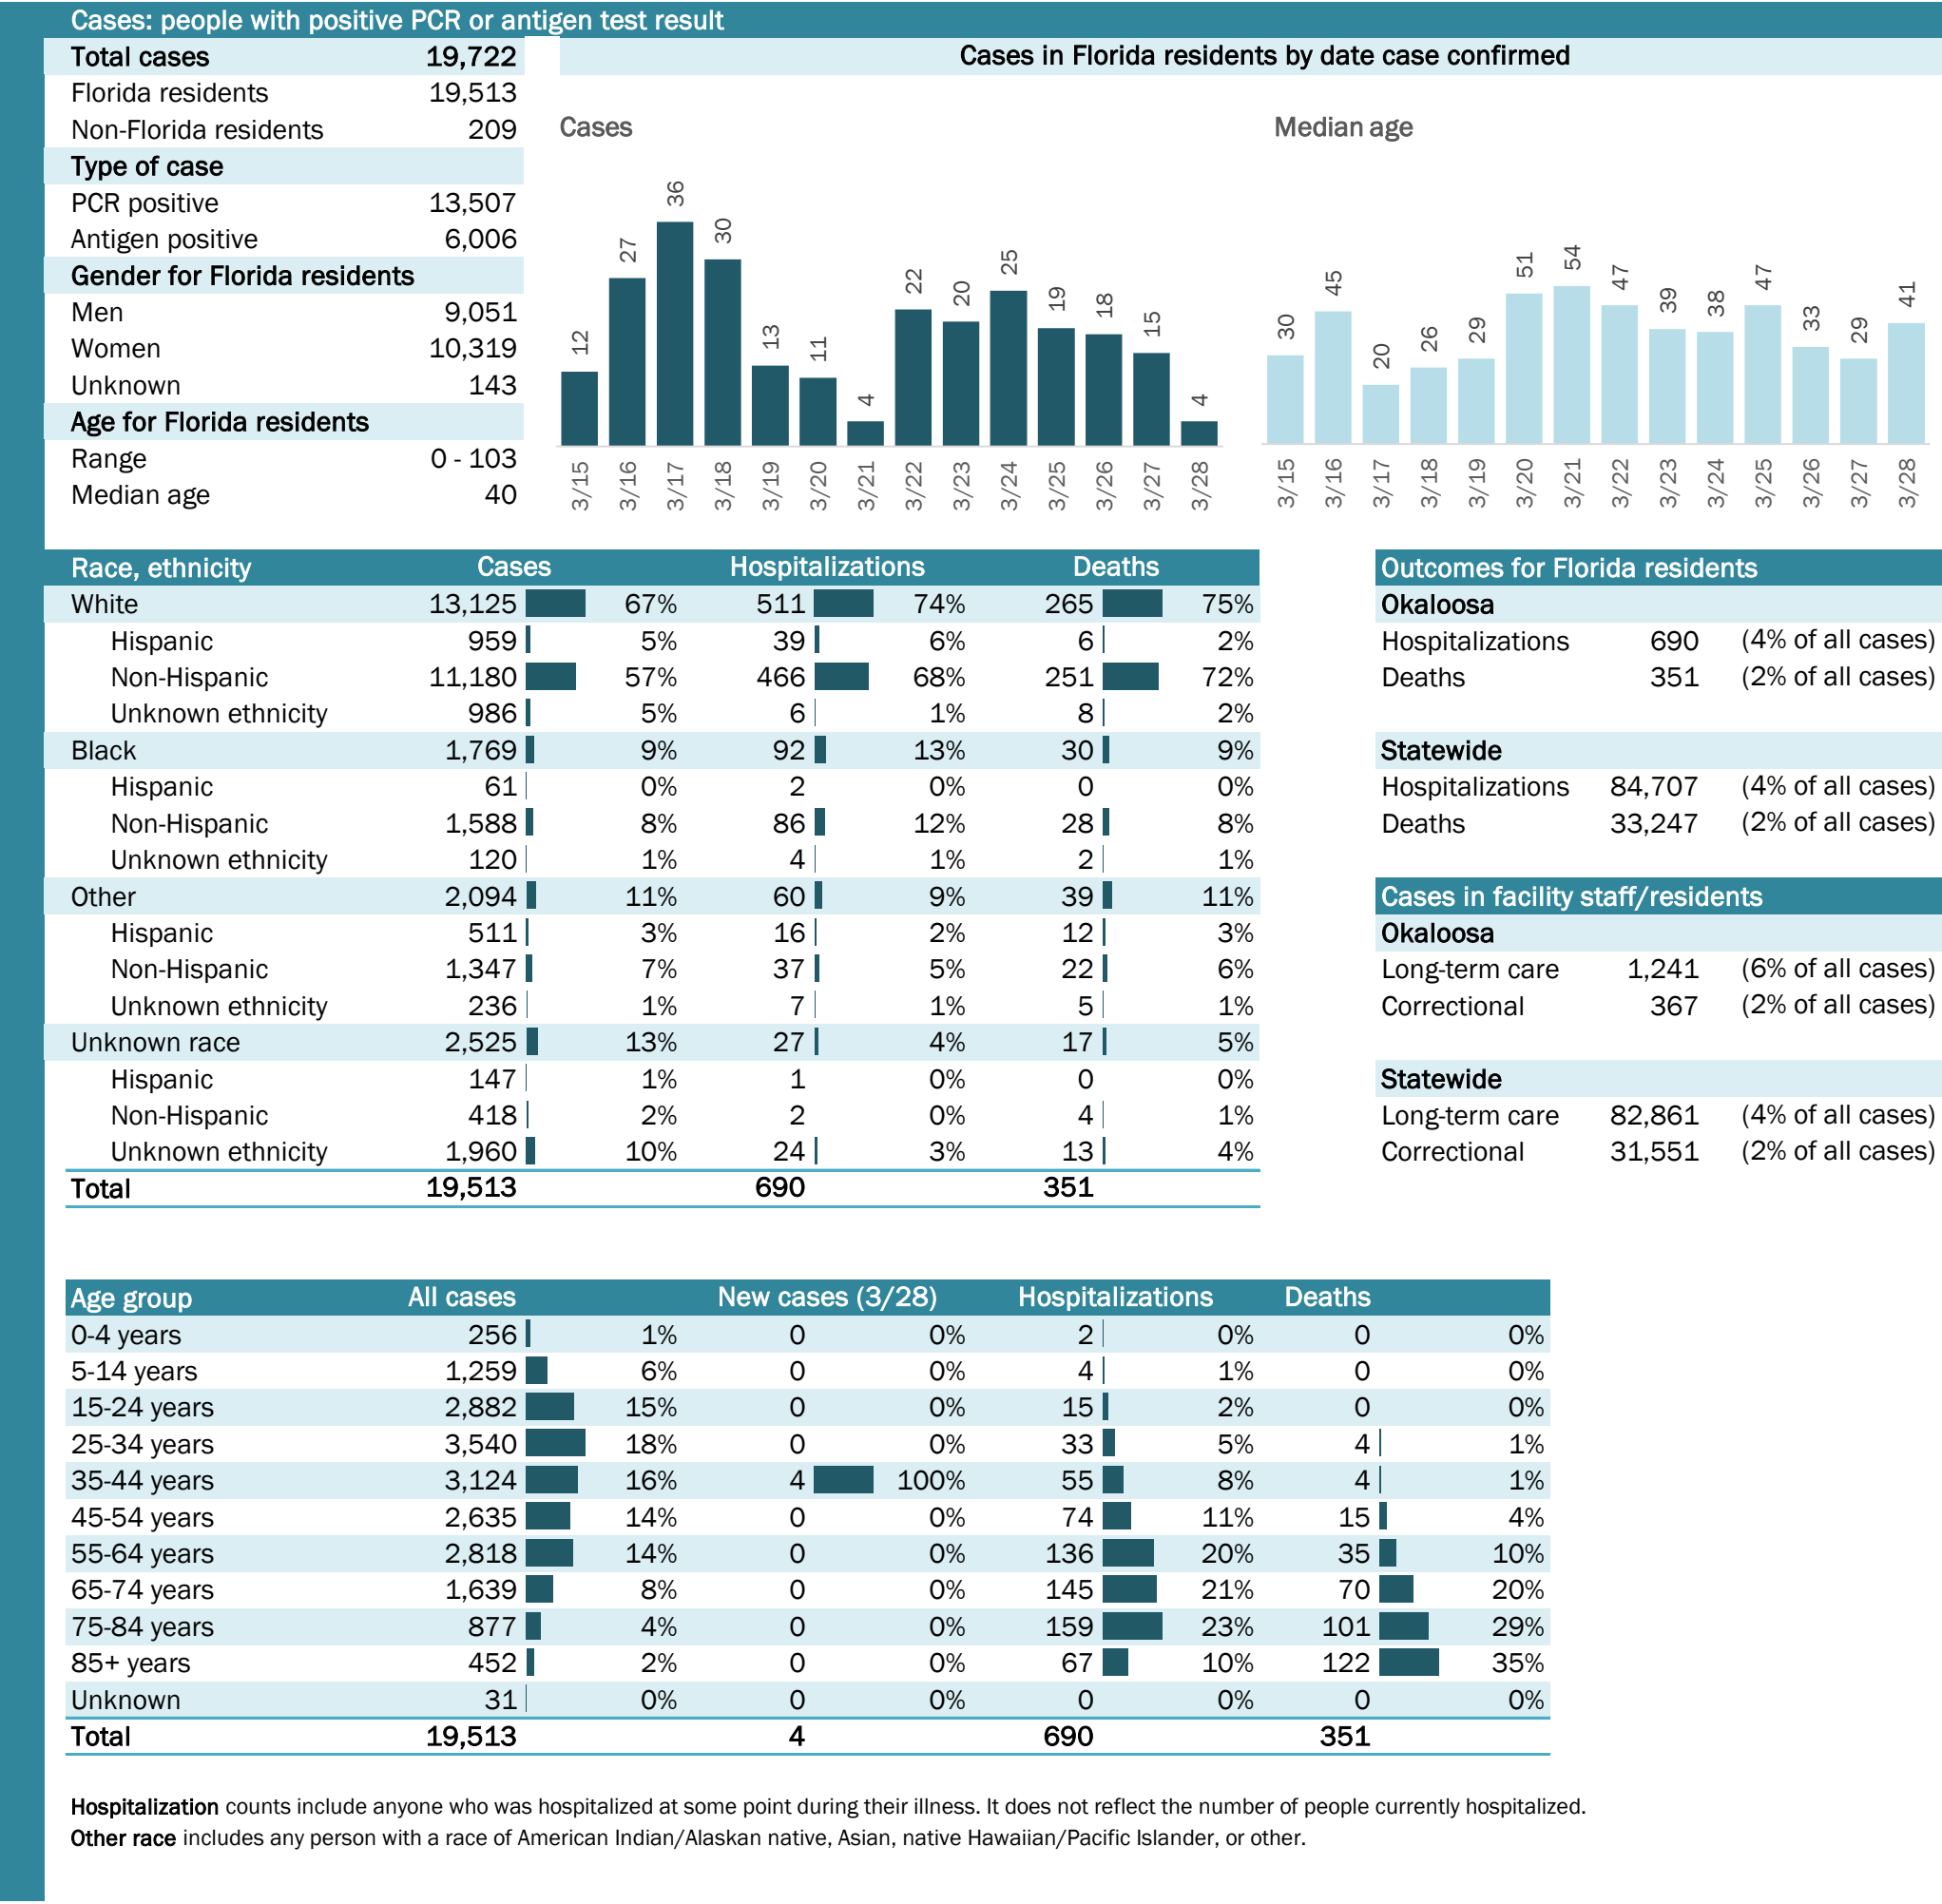 Cases: people with positive PCR or antigen test result
Total cases 19,722
Florida residents 19,513
Non-Florida residents 209
Type of case
PCR positive 13,507
Antigen positive 6,006
Gender for Florida residents
Men 9,051
Women 10,319
Unknown 143
Age for Florida residents
Range 0 - 103
Median age 40
Cases in Florida residents by date case confirmed
Cases
12 27 36 30 13 11 4 22 20 25 19 18 15 4
3/15 3/16 3/17 3/18 3/19 3/20 3/21 3/22 3/23 3/24 3/25 3/26 3/27 3/28
Median age
30 45 20 26 29 51 54 47 39 38 47 33 29 41
3/15 3/16 3/17 3/18 3/19 3/20 3/21 3/22 3/23 3/24 3/25 3/26 3/27 3/28
Race, ethnicity Cases Hospitalizations Deaths
White 13,125 67% 511 74% 265 75%
Hispanic 959 5% 39 6% 6 2%
Non-Hispanic 11,180 57% 466 68% 251 72%
Unknown ethnicity 986 5% 6 1% 8 2%
Black 1,769 9% 92 13% 30 9%
Hispanic 61 0% 2 0% 0 0%
Non-Hispanic 1,588 8% 86 12% 28 8%
Unknown ethnicity 120 1% 4 1% 2 1%
Other 2,094 11% 60 9% 39 11%
Hispanic 511 3% 16 2% 12 3%
Non-Hispanic 1,347 7% 37 5% 22 6%
Unknown ethnicity 236 1% 7 1% 5 1%
Unknown race 2,525 13% 27 4% 17 5%
Hispanic 147 1% 1 0% 0 0%
Non-Hispanic 418 2% 2 0% 4 1%
Unknown ethnicity 1,960 10% 24 3% 13 4%
Total 19,513 690 351
Outcomes for Florida residents
Okaloosa
Hospitalizations 690 (4% of all cases)
Deaths 351 (2% of all cases)
Statewide
Hospitalizations 84,707 (4% of all cases)
Deaths 33,247 (2% of all cases)
Cases in facility staff/residents
Okaloosa
Long-term care 1,241 (6% of all cases)
Correctional 367 (2% of all cases)
Statewide
Long-term care 82,861 (4% of all cases)
Correctional 31,551 (2% of all cases)
Age group All cases New cases (3/28) Hospitalizations Deaths
0-4 years 256 1% 0 0% 2 0% 0 0%
5-14 years 1,259 6% 0 0% 4 1% 0 0%
15-24 years 2,882 15% 0 0% 15 2% 0 0%
25-34 years 3,540 18% 0 0% 33 5% 4 1%
35-44 years 3,124 16% 4 100% 55 8% 4 1%
45-54 years 2,635 14% 0 0% 74 11% 15 4%
55-64 years 2,818 14% 0 0% 136 20% 35 10%
65-74 years 1,639 8% 0 0% 145 21% 70 20%
75-84 years 877 4% 0 0% 159 23% 101 29%
85+ years 452 2% 0 0% 67 10% 122 35%
Unknown 31 0% 0 0% 0 0% 0 0%
Total 19,513 4 690 351
Hospitalization counts include anyone who was hospitalized at some point during their illness. It does not reflect the number of people currently hospitalized.
Other race includes any person with a race of American Indian/Alaskan native, Asian, native Hawaiian/Pacific Islander, or other.